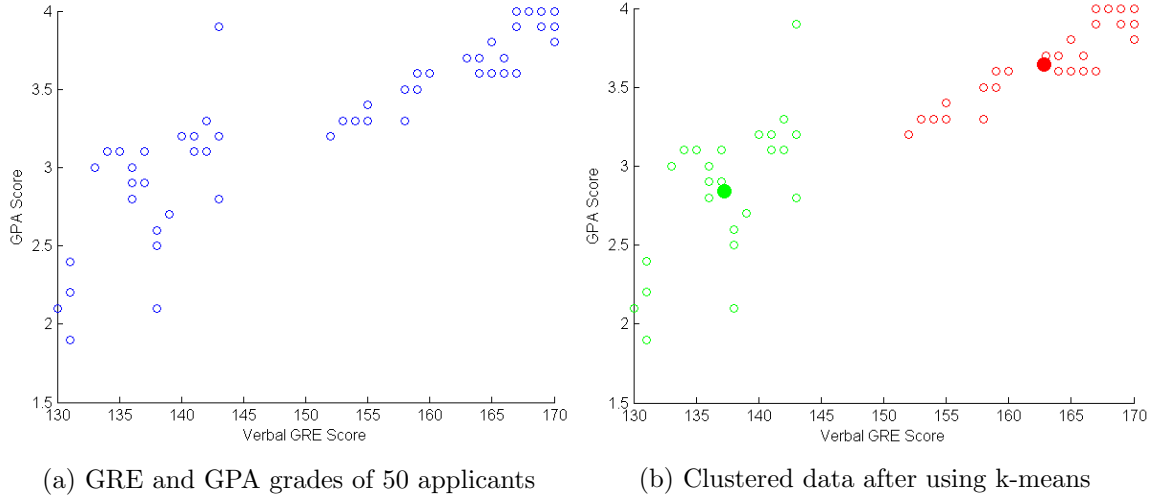 4
3.5
3
2.5
2
1.5
GPA Score
130 135 140 145 150 155 160 165 170
Verbal GRE Score
(a) GRE and GPA grades of 50 applicants
4
3.5
3
2.5
2
1.5
GPA Score
130 135 140 145 150 155 160 165 170
Verbal GRE Score
(b) Clustered data after using k-means